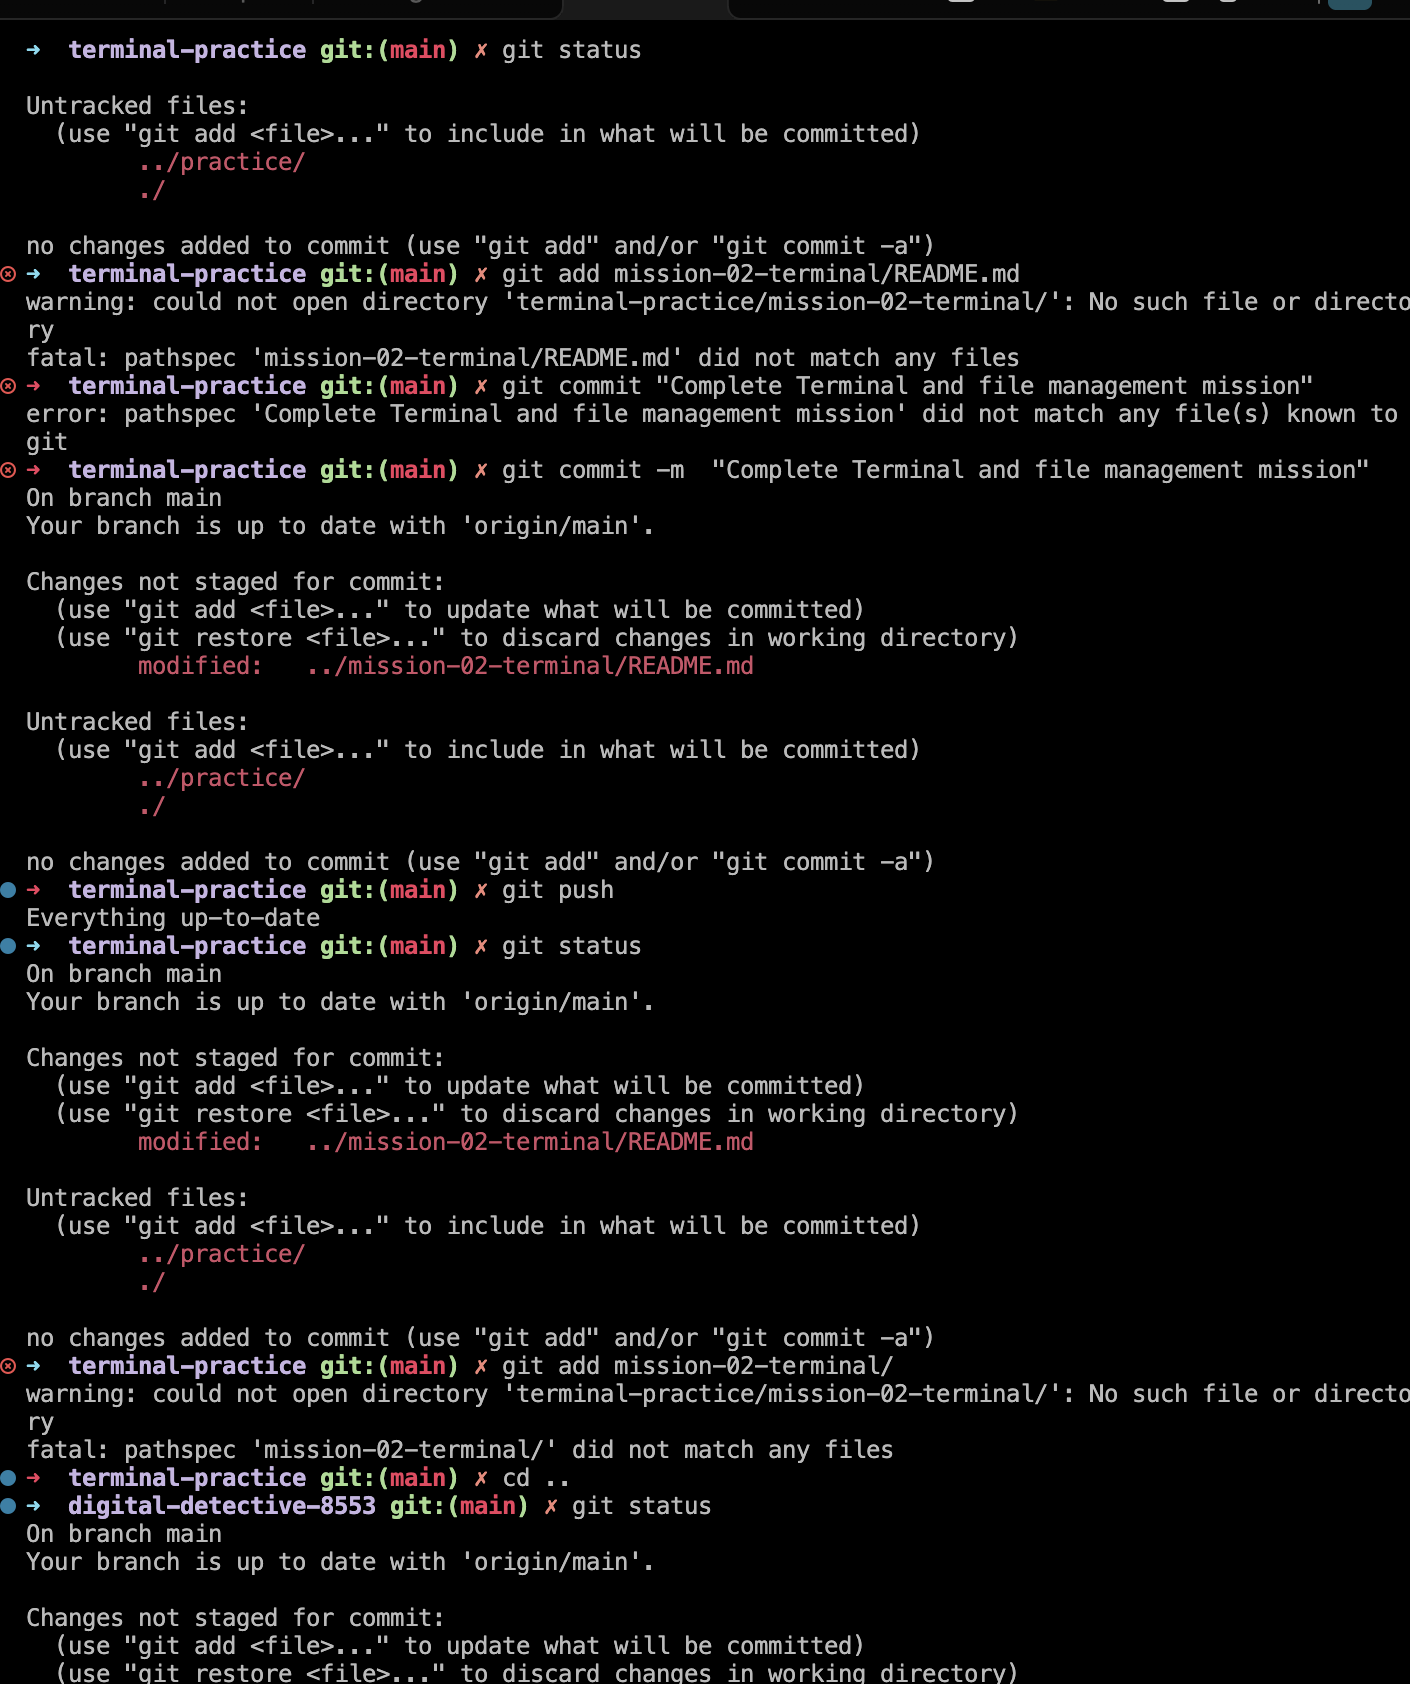 ➜  terminal-practice git:(main) ✗ git status

Untracked files:
  (use "git add <file>..." to include in what will be committed)
        ../practice/
        ./

no changes added to commit (use "git add" and/or "git commit -a")
➜  terminal-practice git:(main) ✗ git add mission-02-terminal/README.md
warning: could not open directory 'terminal-practice/mission-02-terminal/': No such file or directo
ry
fatal: pathspec 'mission-02-terminal/README.md' did not match any files
➜  terminal-practice git:(main) ✗ git commit "Complete Terminal and file management mission"
error: pathspec 'Complete Terminal and file management mission' did not match any file(s) known to
git
➜  terminal-practice git:(main) ✗ git commit -m  "Complete Terminal and file management mission"
On branch main
Your branch is up to date with 'origin/main'.

Changes not staged for commit:
  (use "git add <file>..." to update what will be committed)
  (use "git restore <file>..." to discard changes in working directory)
        modified:   ../mission-02-terminal/README.md

Untracked files:
  (use "git add <file>..." to include in what will be committed)
        ../practice/
        ./

no changes added to commit (use "git add" and/or "git commit -a")
➜  terminal-practice git:(main) ✗ git push
Everything up-to-date
➜  terminal-practice git:(main) ✗ git status
On branch main
Your branch is up to date with 'origin/main'.

Changes not staged for commit:
  (use "git add <file>..." to update what will be committed)
  (use "git restore <file>..." to discard changes in working directory)
        modified:   ../mission-02-terminal/README.md

Untracked files:
  (use "git add <file>..." to include in what will be committed)
        ../practice/
        ./

no changes added to commit (use "git add" and/or "git commit -a")
➜  terminal-practice git:(main) ✗ git add mission-02-terminal/
warning: could not open directory 'terminal-practice/mission-02-terminal/': No such file or directo
ry
fatal: pathspec 'mission-02-terminal/' did not match any files
➜  terminal-practice git:(main) ✗ cd ..
➜  digital-detective-8553 git:(main) ✗ git status
On branch main
Your branch is up to date with 'origin/main'.

Changes not staged for commit:
  (use "git add <file>..." to update what will be committed)
  (use "git restore <file>..." to discard changes in working directory)